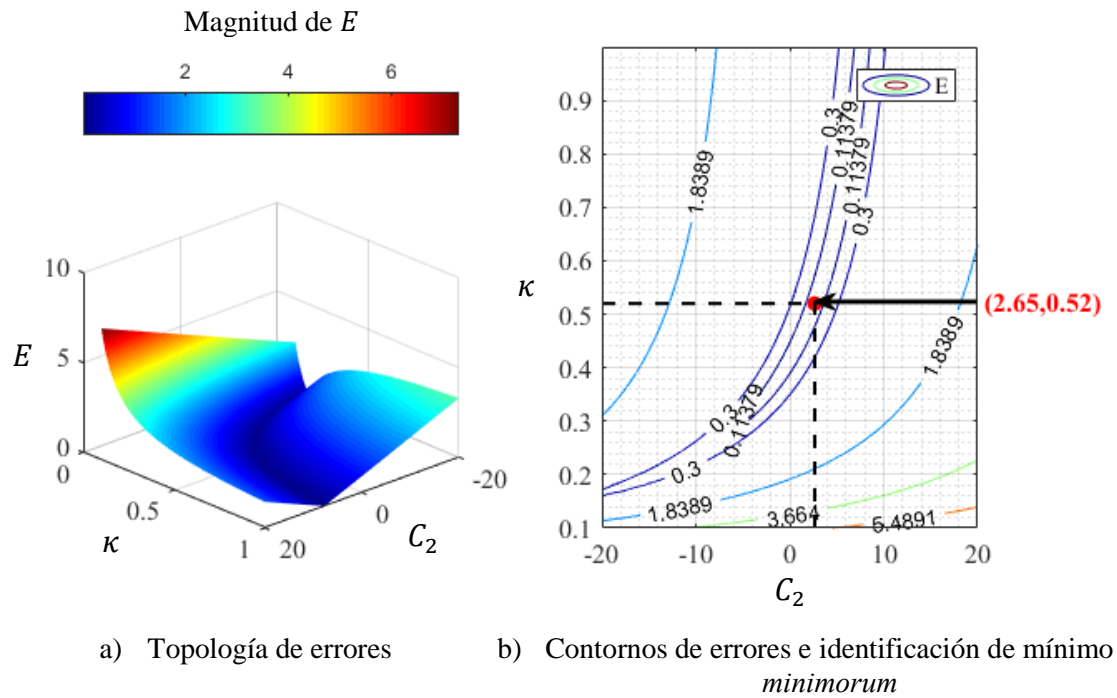 Magnitud de E
2 4 6
10
5
0
E
0
0.5
1
κ
20
0
-20
C₂
a) Topología de errores
E
0.9
0.8
0.7
0.6
0.5
0.4
0.3
0.2
0.1
κ
-20 -10 0 10 20
C₂
1.8389
0.3
0.11379
0.11379
0.3
1.8389
0.3
0.11379
0.3
1.8389
3.664
5.4891
(2.65,0.52)
b) Contornos de errores e identificación de mínimo
minimorum